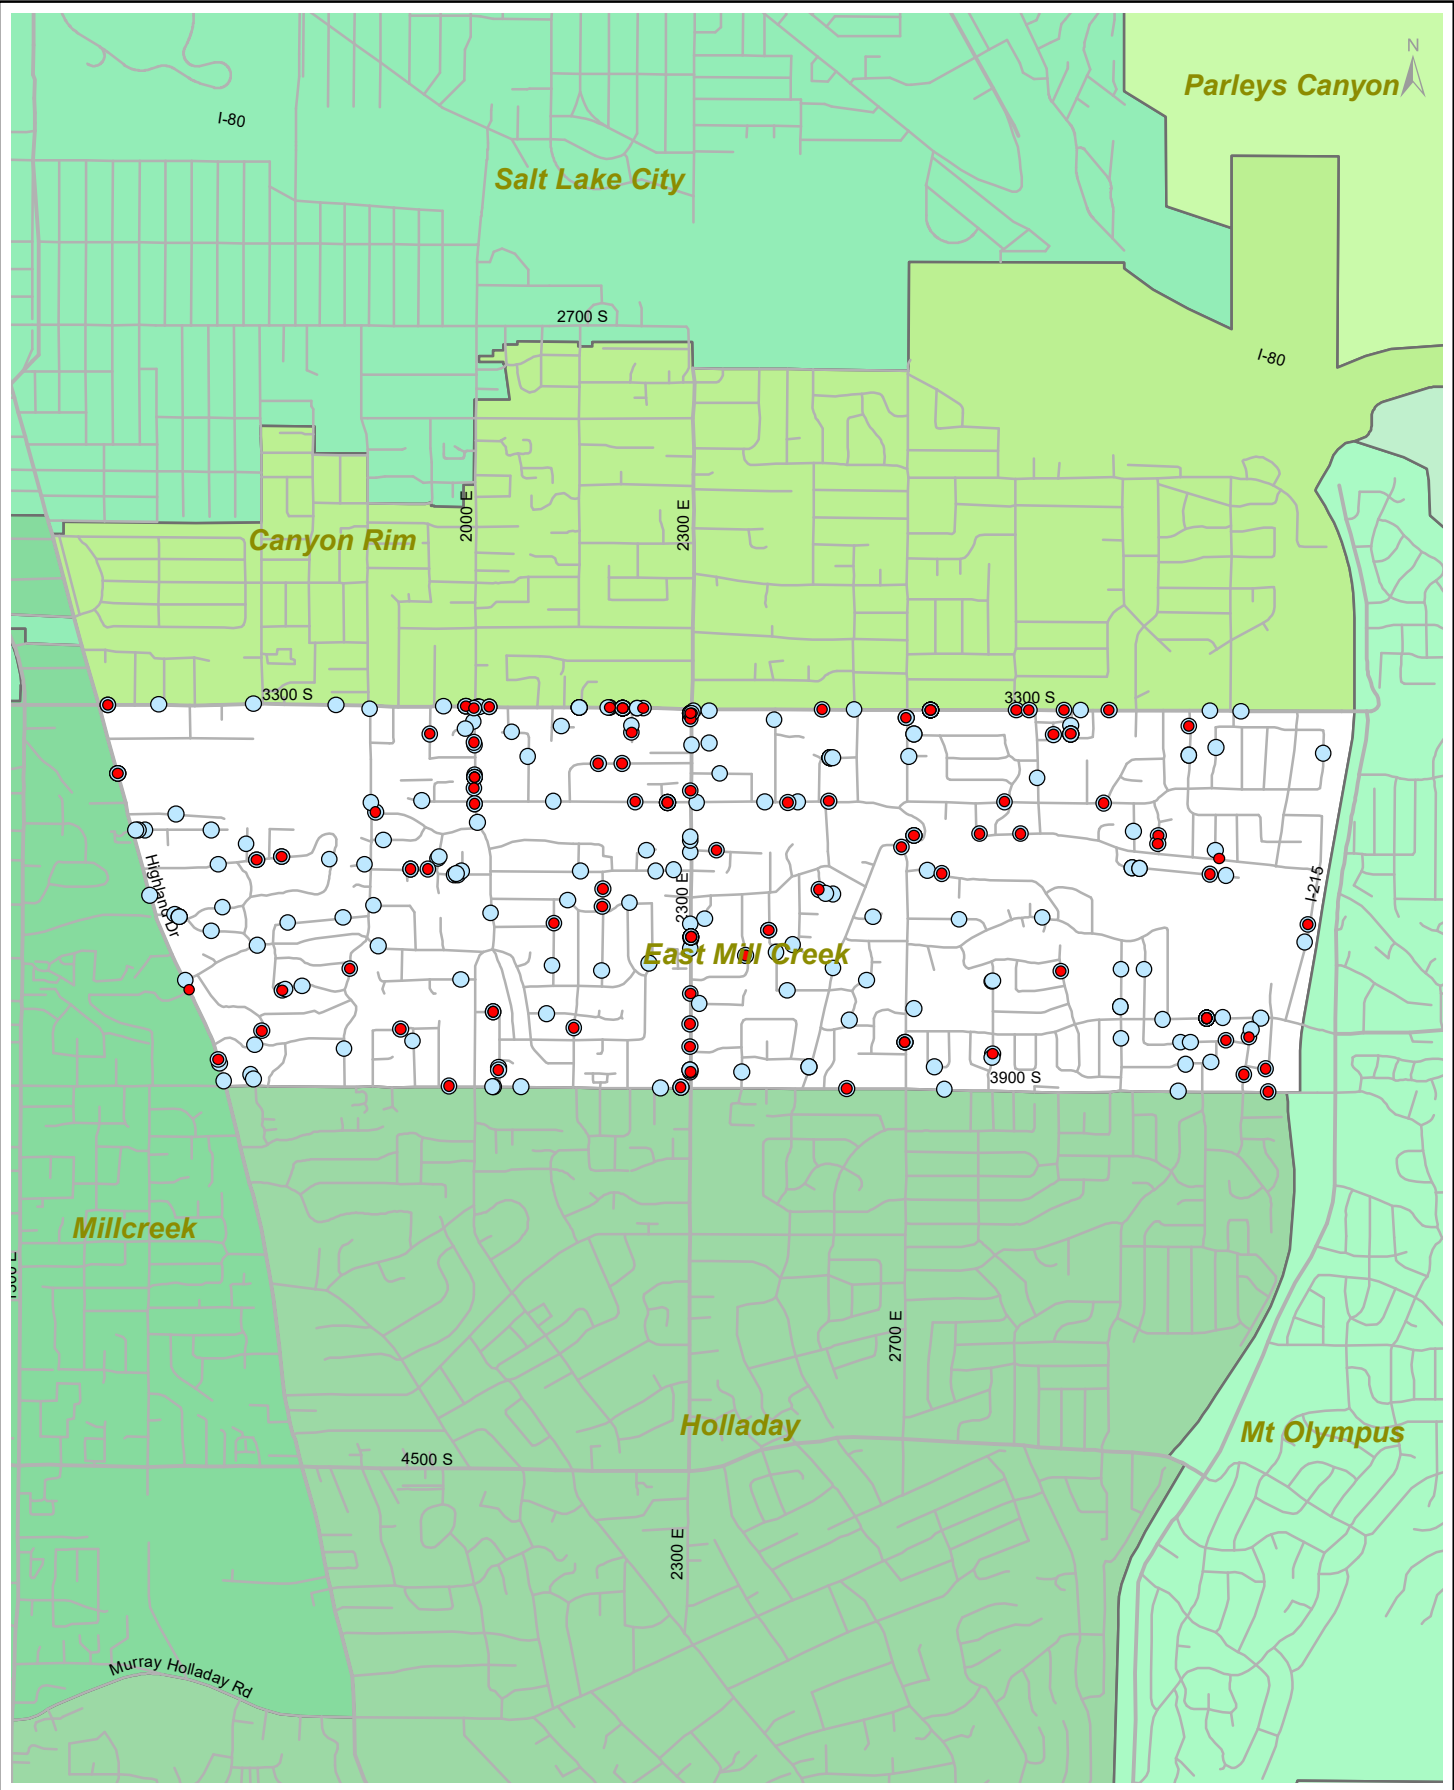 N
Parleys Canyon
I-80
Salt Lake City
2700 S
I-80
2000 E
2300 E
Canyon Rim
3300 S
3300 S
Highland Dr
2300 E
I-215
East Mill Creek
3900 S
Millcreek
2700 E
Holladay
Mt Olympus
4500 S
2300 E
Murray Holladay Rd